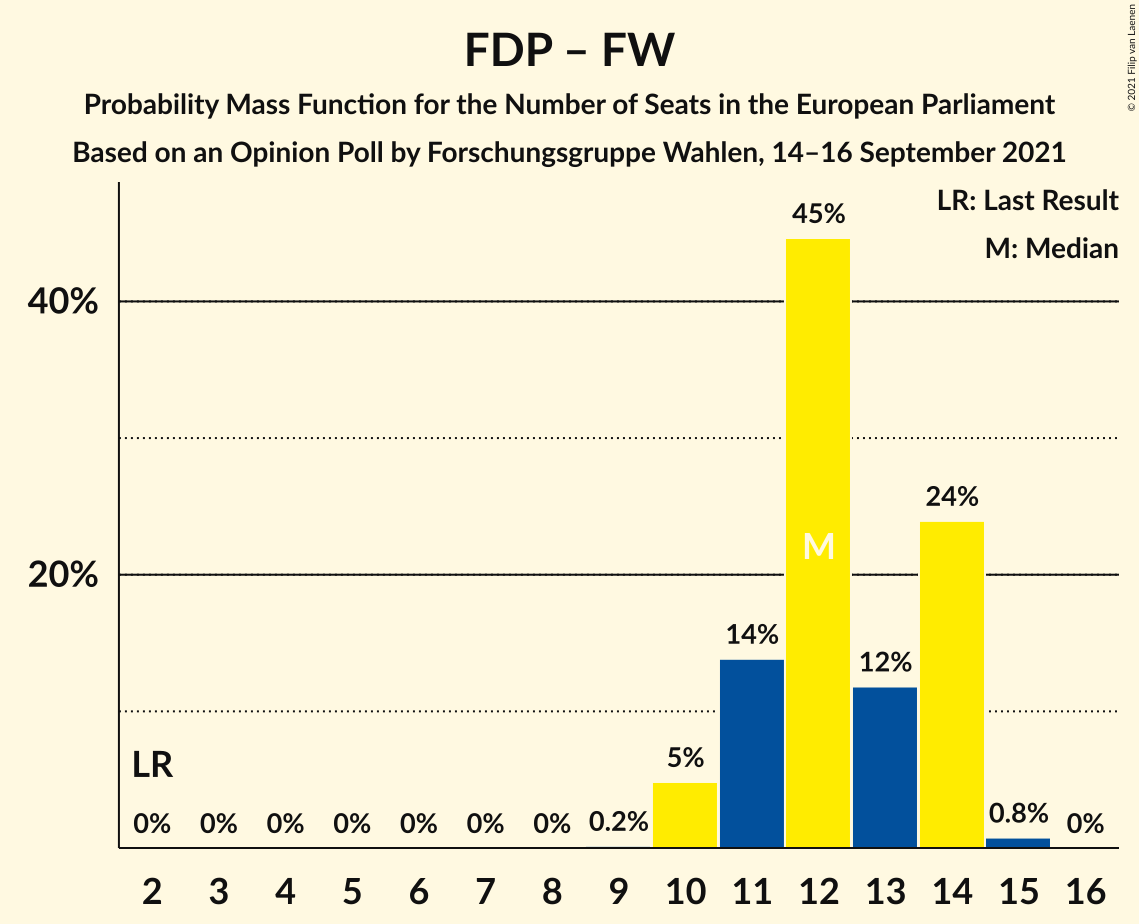 FDP – FW
Probability Mass Function for the Number of Seats in the European Parliament
Based on an Opinion Poll by Forschungsgruppe Wahlen, 14–16 September 2021
© 2021 Filip van Laenen
LR: Last Result
M: Median
40%
20%
LR
0%
0%
0%
0%
0%
0%
0%
0.2%
5%
14%
45%
M
12%
24%
0.8%
0%
2 3 4 5 6 7 8 9 10 11 12 13 14 15 16